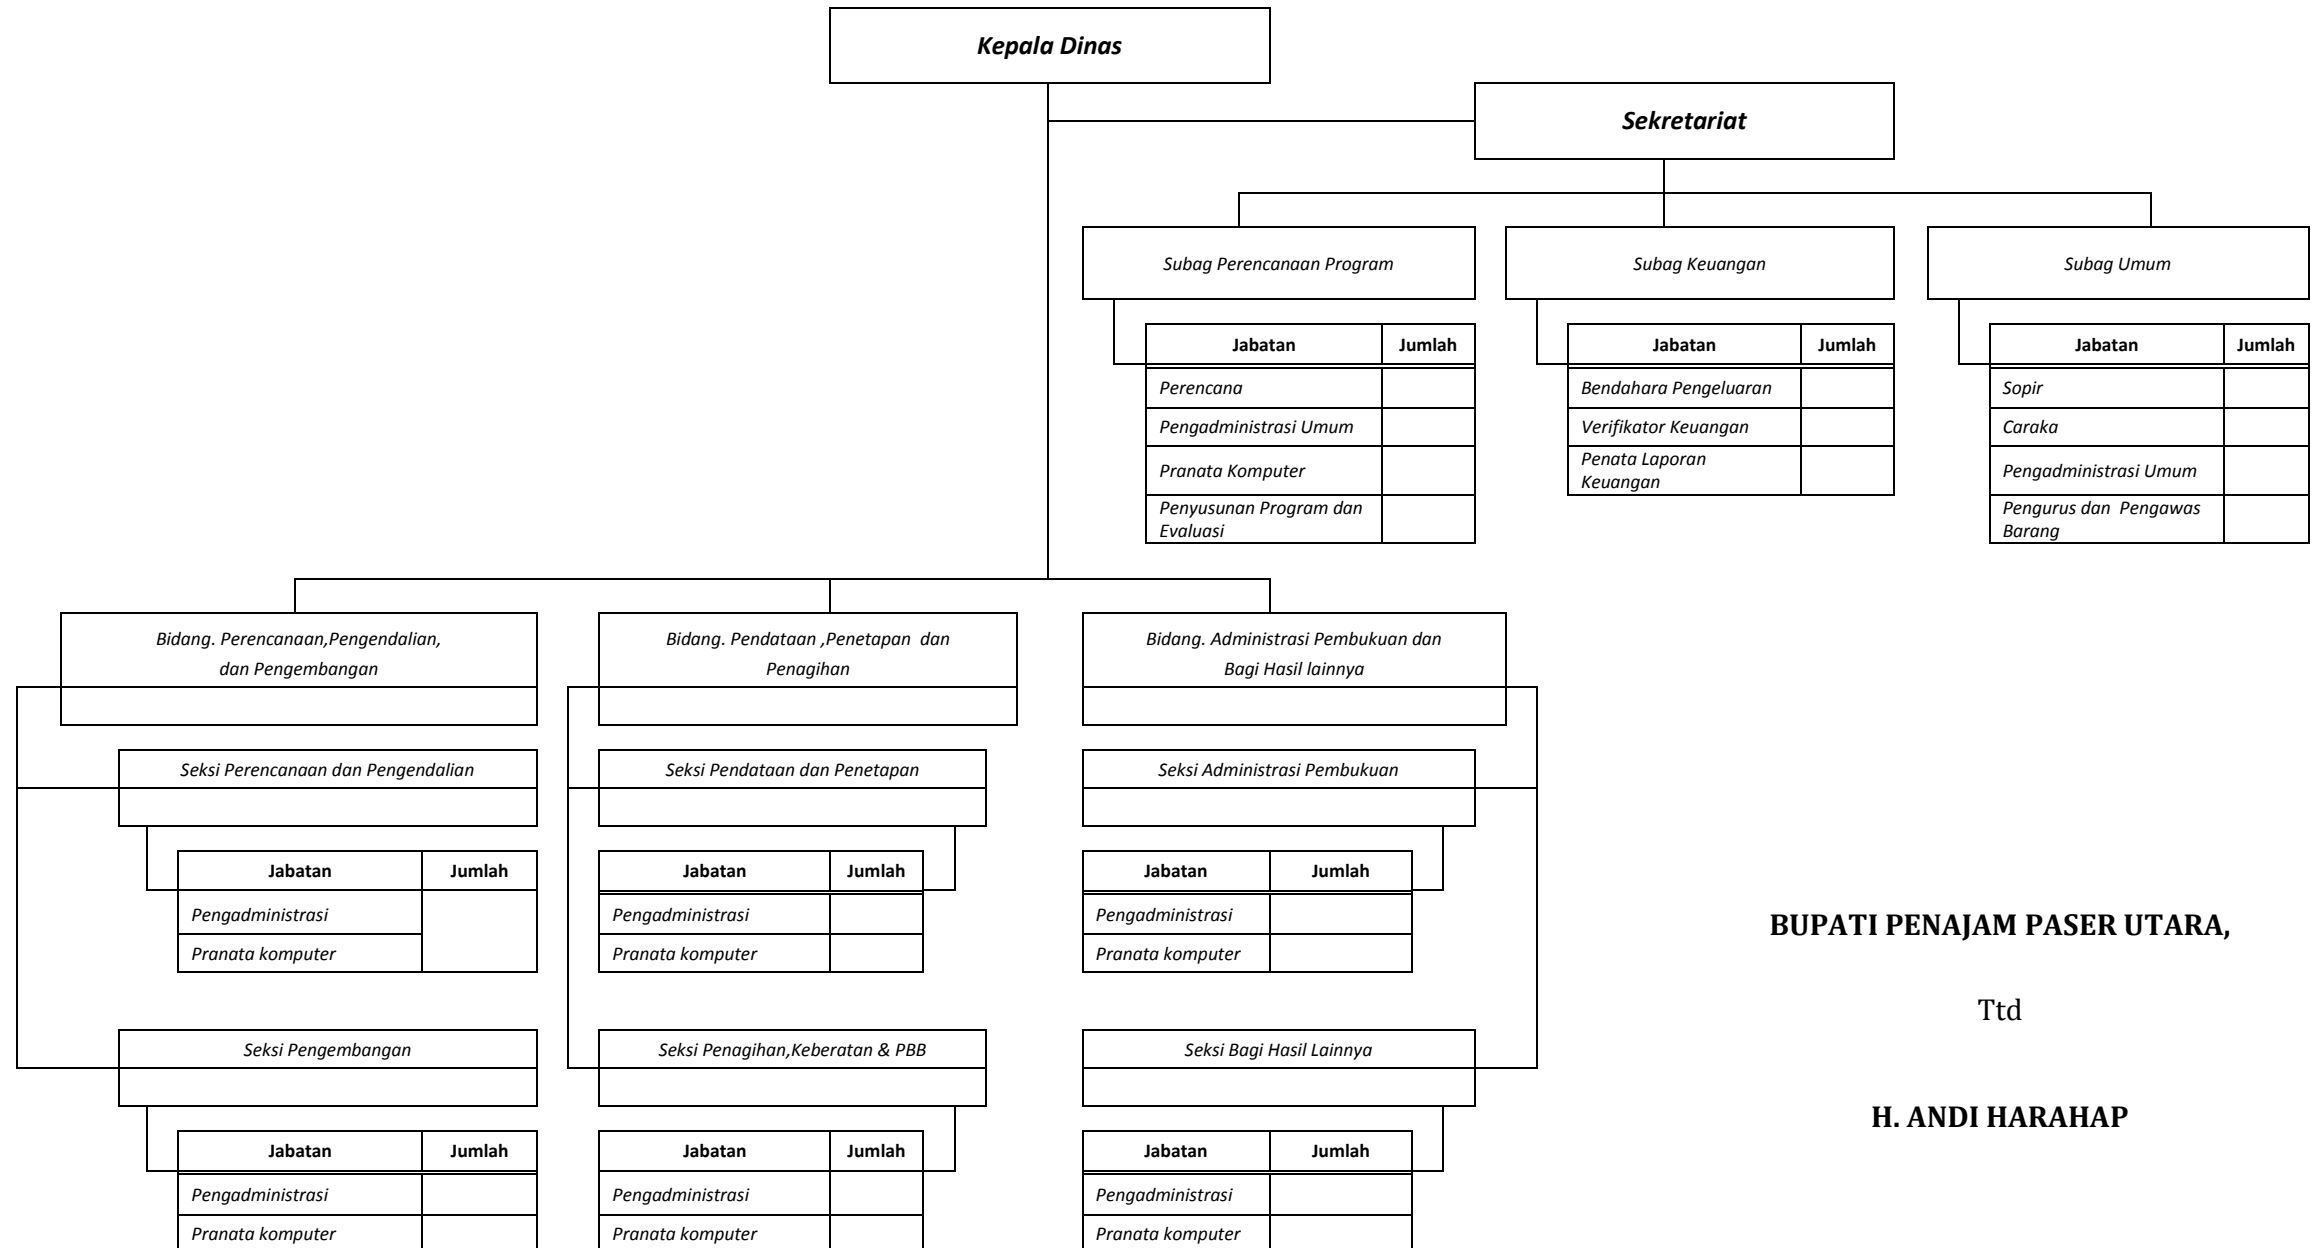 Kepala Dinas
Sekretariat
Subag Perencanaan Program
Jabatan Jumlah
Perencana
Pengadministrasi Umum
Pranata Komputer
Penyusunan Program dan
Evaluasi
Subag Keuangan
Jabatan Jumlah
Bendahara Pengeluaran
Verifikator Keuangan
Penata Laporan
Keuangan
Subag Umum
Jabatan Jumlah
Sopir
Caraka
Pengadministrasi Umum
Pengurus dan Pengawas
Barang
Bidang. Perencanaan,Pengendalian,
dan Pengembangan
Seksi Perencanaan dan Pengendalian
Jabatan Jumlah
Pengadministrasi
Pranata komputer
Seksi Pengembangan
Jabatan Jumlah
Pengadministrasi
Pranata komputer
Bidang. Pendataan ,Penetapan dan
Penagihan
Seksi Pendataan dan Penetapan
Jabatan Jumlah
Pengadministrasi
Pranata komputer
Seksi Penagihan,Keberatan & PBB
Jabatan Jumlah
Pengadministrasi
Pranata komputer
Bidang. Administrasi Pembukuan dan
Bagi Hasil lainnya
Seksi Administrasi Pembukuan
Jabatan Jumlah
Pengadministrasi
Pranata komputer
Seksi Bagi Hasil Lainnya
Jabatan Jumlah
Pengadministrasi
Pranata komputer
BUPATI PENAJAM PASER UTARA,
Ttd
H. ANDI HARAHAP